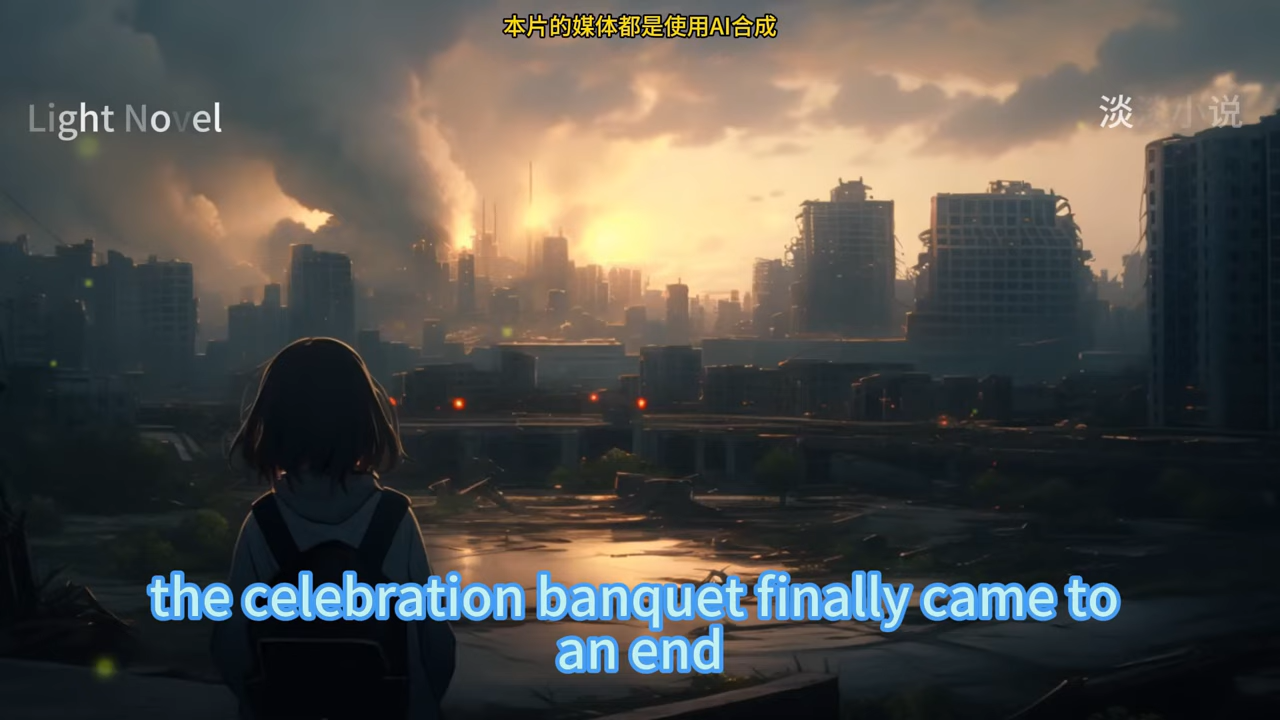 本片的媒体都是使用AI合成
Light Novel
淡 小说
the celebration banquet finally came to
an end